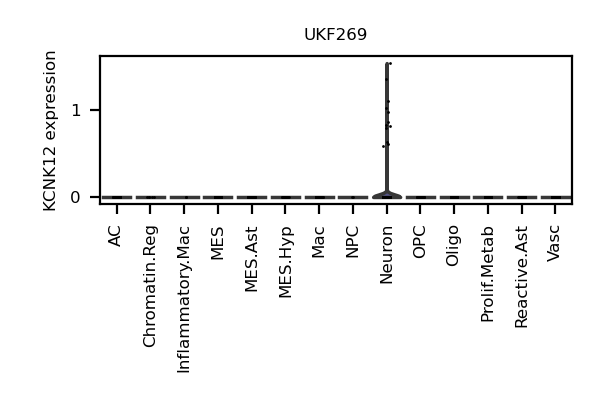 UKF269
KCNK12 expression
1
0
AC
Chromatin.Reg
Inflammatory.Mac
MES
MES.Ast
MES.Hyp
Mac
NPC
Neuron
OPC
Oligo
Prolif.Metab
Reactive.Ast
Vasc